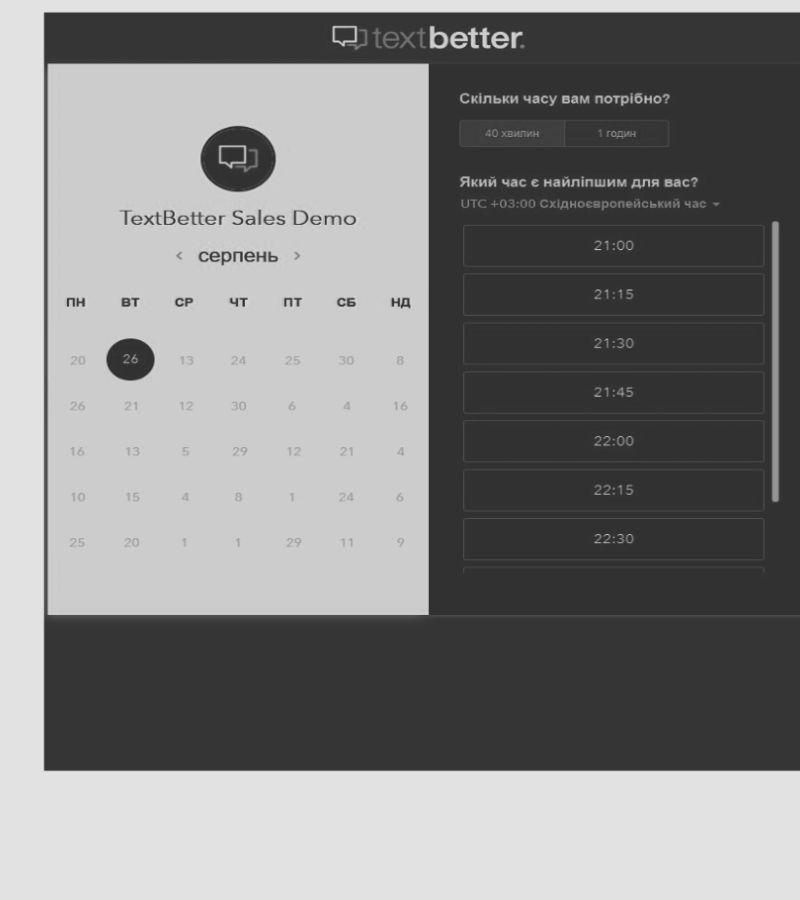 textbetter.
TextBetter Sales Demo
‹ серпень ›
ПН ВТ СР ЧТ ПТ СБ НД
20 26 13 24 25 30 8
26 21 12 30 6 4 16
16 13 5 29 12 21 4
10 15 4 8 1 24 6
25 20 1 1 29 11 9
Скільки часу вам потрібно?
40 хвилин 1 годин
Який час є найліпшим для вас?
UTC +03:00 Східноєвропейський час
21:00
21:15
21:30
21:45
22:00
22:15
22:30